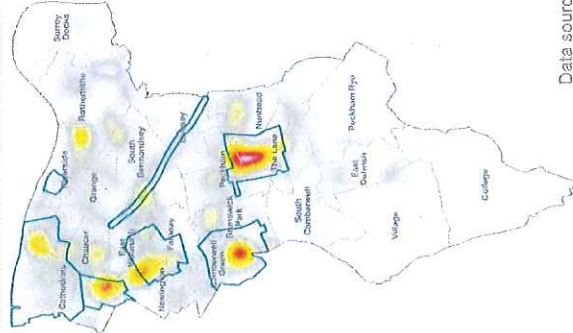 Surrey
Docks
Rotherhithe
Riverside
Grange
South
Bermondsey
Livesey
Cathedrals
Chaucer
East
Walworth
Faraday
Newington
Camberwell
Green
Brunswick
Park
Peckham
Nunhead
The Lane
South
Camberwell
Peckham Rye
East
Dulwich
Village
College
Data sourc